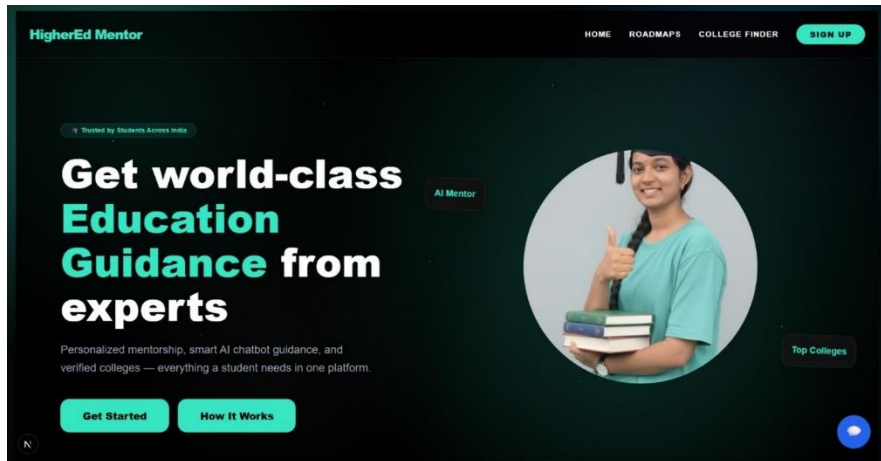 HigherEd Mentor
HOME ROADMAPS COLLEGE FINDER SIGN UP
Trusted by Students Across India
Get world-class
Education
Guidance from
experts
AI Mentor
Personalized mentorship, smart AI chatbot guidance, and
verified colleges — everything a student needs in one platform.
Top Colleges
Get Started How It Works
N